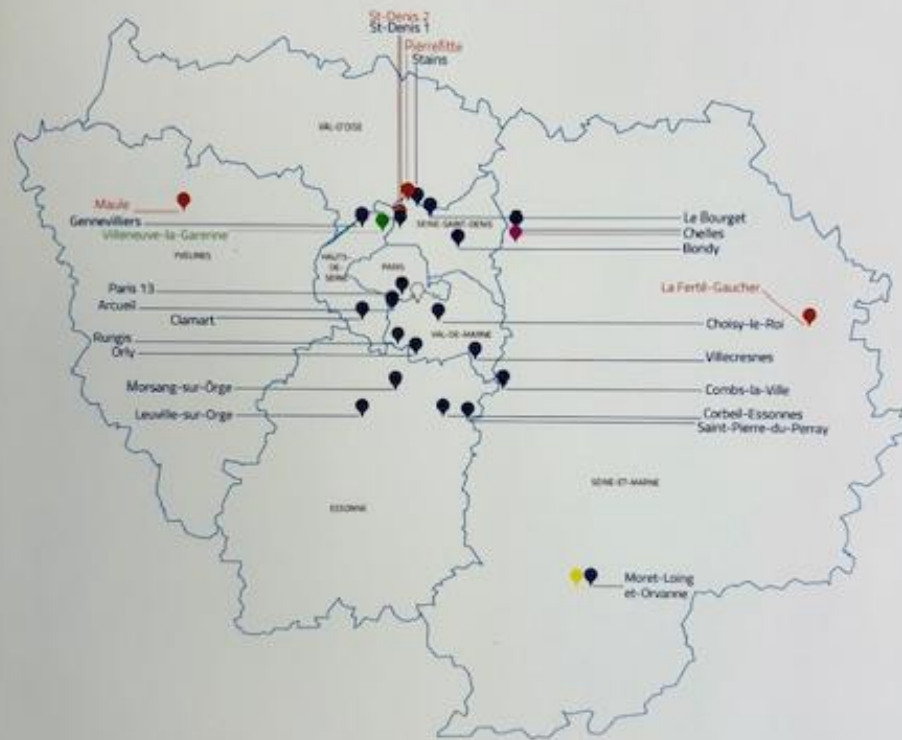 St-Denis 2
St-Denis 1
Pierrefitte
Stains
VAL-D'OISE
Maule
Gennevilliers
Villeneuve-la-Garenne
YVELINES
HAUTS-
DE-
SEINE
PARIS
SEINE-SAINT-DENIS
Le Bourget
Chelles
Bondy
La Ferté-Gaucher
Paris 13
Arcueil
Clamart
Rungis
Orly
VAL-DE-MARNE
Choisy-le-Roi
Villecresnes
Morsang-sur-Orge
Leuville-sur-Orge
Combs-la-Ville
Corbeil-Essonnes
Saint-Pierre-du-Perray
ESSONNE
SEINE-ET-MARNE
Moret-Loing
et-Orvanne